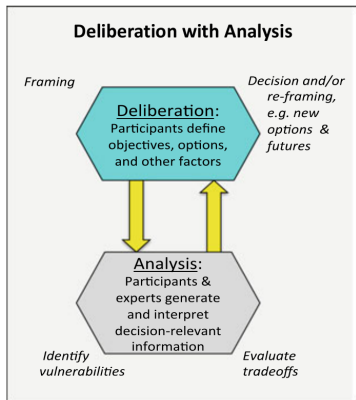 Deliberation with Analysis
Framing
Decision and/or
re-framing,
e.g. new
options &
futures
Deliberation:
Participants define
objectives, options,
and other factors
Analysis:
Participants &
experts generate
and interpret
decision-relevant
information
Identify
vulnerabilities
Evaluate
tradeoffs